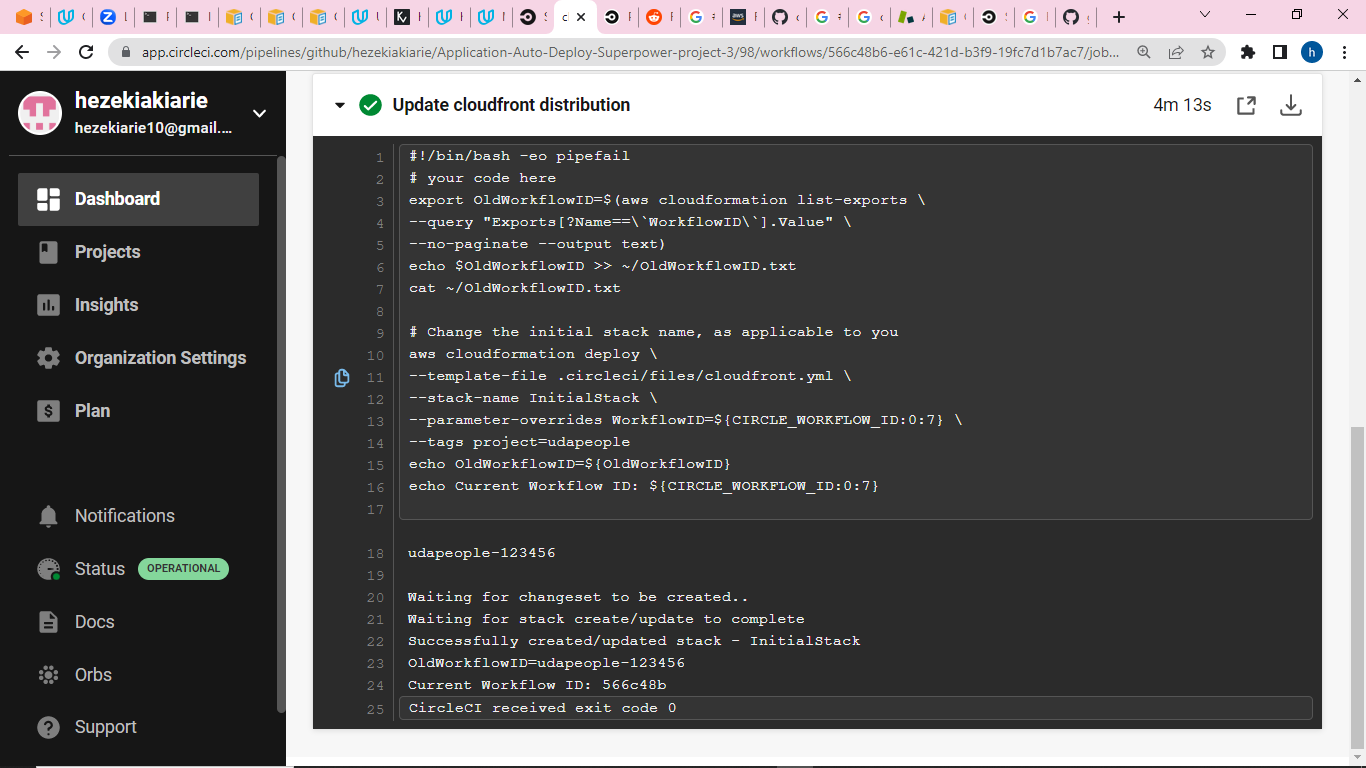 app.circleci.com/pipelines/github/hezekiakiarie/Application-Auto-Deploy-Superpower-project-3/98/workflows/566c48b6-e61c-421d-b3f9-19fc7d1b7ac7/job...
h
hezekiakiarie
hezekiarie10@gmail....
Dashboard
Projects
Insights
Organization Settings
Plan
Notifications
Status OPERATIONAL
Docs
Orbs
Support
Update cloudfront distribution 4m 13s
1 #!/bin/bash -eo pipefail
2 # your code here
3 export OldWorkflowID=$(aws cloudformation list-exports \
4 --query "Exports[?Name==\`WorkflowID\`].Value" \
5 --no-paginate --output text)
6 echo $OldWorkflowID >> ~/OldWorkflowID.txt
7 cat ~/OldWorkflowID.txt
8
9 # Change the initial stack name, as applicable to you
10 aws cloudformation deploy \
11 --template-file .circleci/files/cloudfront.yml \
12 --stack-name InitialStack \
13 --parameter-overrides WorkflowID=${CIRCLE_WORKFLOW_ID:0:7} \
14 --tags project=udapeople
15 echo OldWorkflowID=${OldWorkflowID}
16 echo Current Workflow ID: ${CIRCLE_WORKFLOW_ID:0:7}
17
18 udapeople-123456
19
20 Waiting for changeset to be created..
21 Waiting for stack create/update to complete
22 Successfully created/updated stack - InitialStack
23 OldWorkflowID=udapeople-123456
24 Current Workflow ID: 566c48b
25 CircleCI received exit code 0